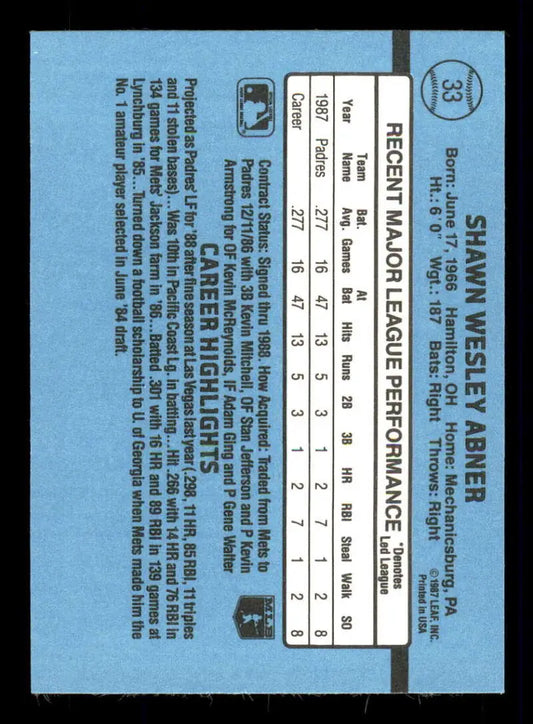 33
SHAWN WESLEY ABNER
Born: June 17, 1966 Hamilton, OH Home: Mechanicsburg, PA
Ht.: 6' 0" Wgt.: 187 Bats: Right Throws: Right
©1987 LEAF, INC.
Printed in USA
RECENT MAJOR LEAGUE PERFORMANCE *Denotes Led League
Year Team Name Bat. Avg. Games At Bat Hits Runs 2B 3B HR RBI Steal Walk SO
1987 Padres .277 16 47 13 5 3 1 2 7 1 2 8
Career .277 16 47 13 5 3 1 2 7 1 2 8
Contract Status: Signed thru 1988. How Acquired: Traded from Mets to
Padres 12/11/86 with 3B Kevin Mitchell, OF Stan Jefferson and P Kevin
Armstrong for OF Kevin McReynolds, IF Adam Ging and P Gene Walter
MLB
CAREER HIGHLIGHTS
Projected as Padres' LF for '88 after fine season at Las Vegas last year (.298, 11 HR, 85 RBI, 11 triples
and 11 stolen bases)... Was 10th in Pacific Coast Lg. in batting... Hit .266 with 14 HR and 76 RBI in
134 games for Mets' Jackson farm in '86... Batted .301 with 16 HR and 89 RBI in 139 games at
Lynchburg in '85... Turned down a football scholarship to U. of Georgia when Mets made him the
No. 1 amateur player selected in June '84 draft.